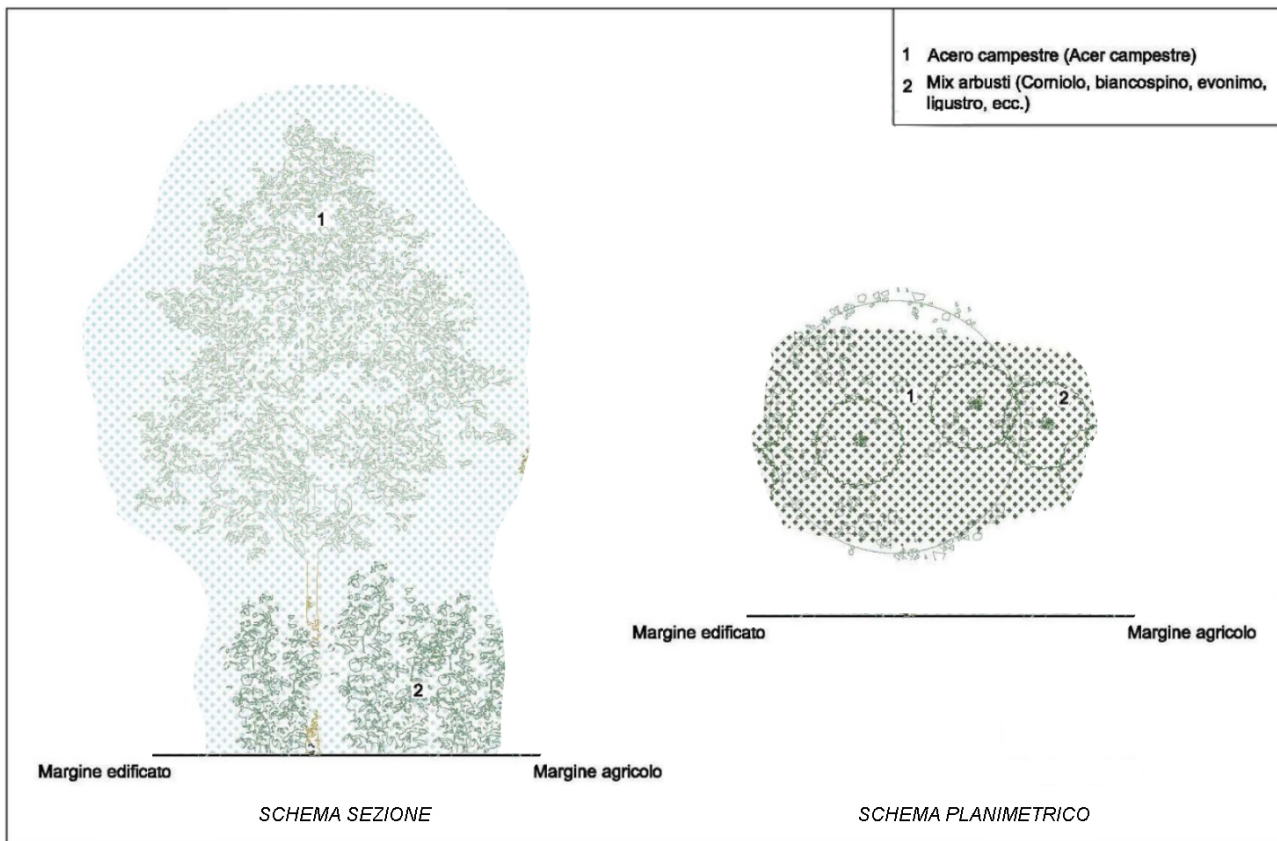 1 Acero campestre (Acer campestre)
2 Mix arbusti (Corniolo, biancospino, evonimo,
ligustro, ecc.)
1
2
Margine edificato
Margine agricolo
SCHEMA SEZIONE
1
2
Margine edificato
Margine agricolo
SCHEMA PLANIMETRICO